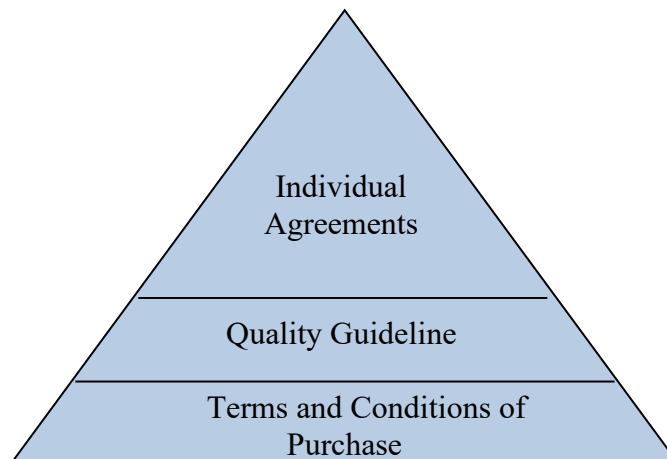 Individual
Agreements
Quality Guideline
Terms and Conditions of
Purchase